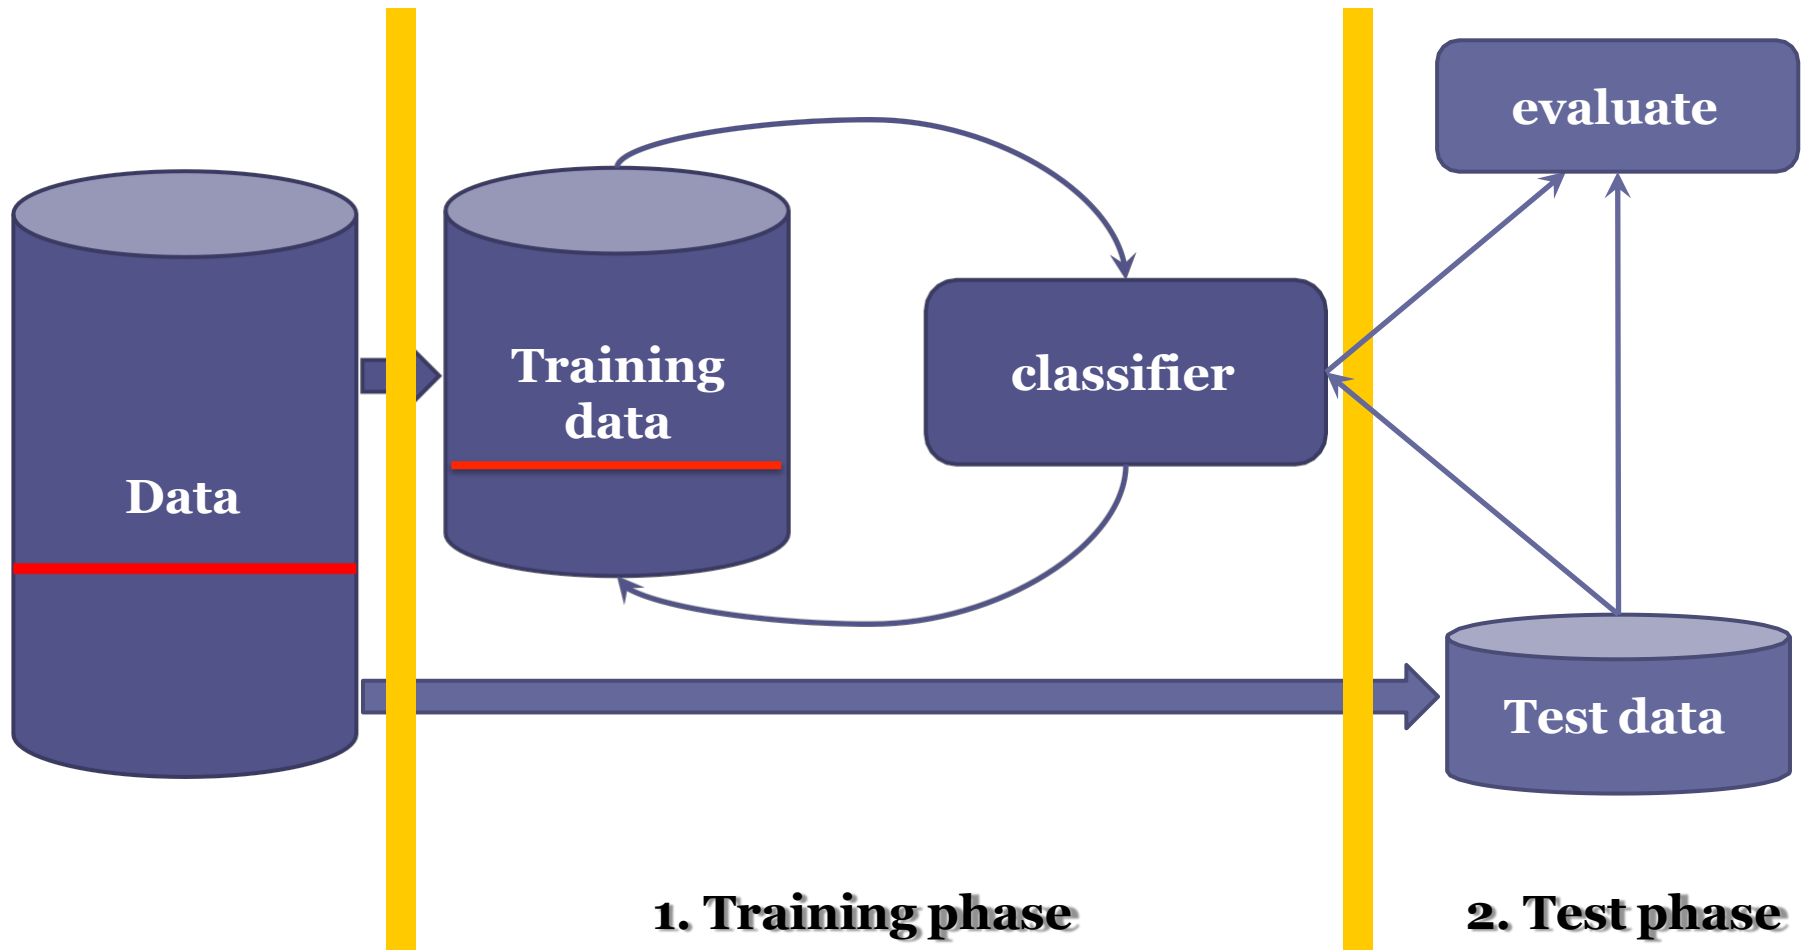 evaluate
Training
data
classifier
Data
Test data
1. Training phase
2. Test phase